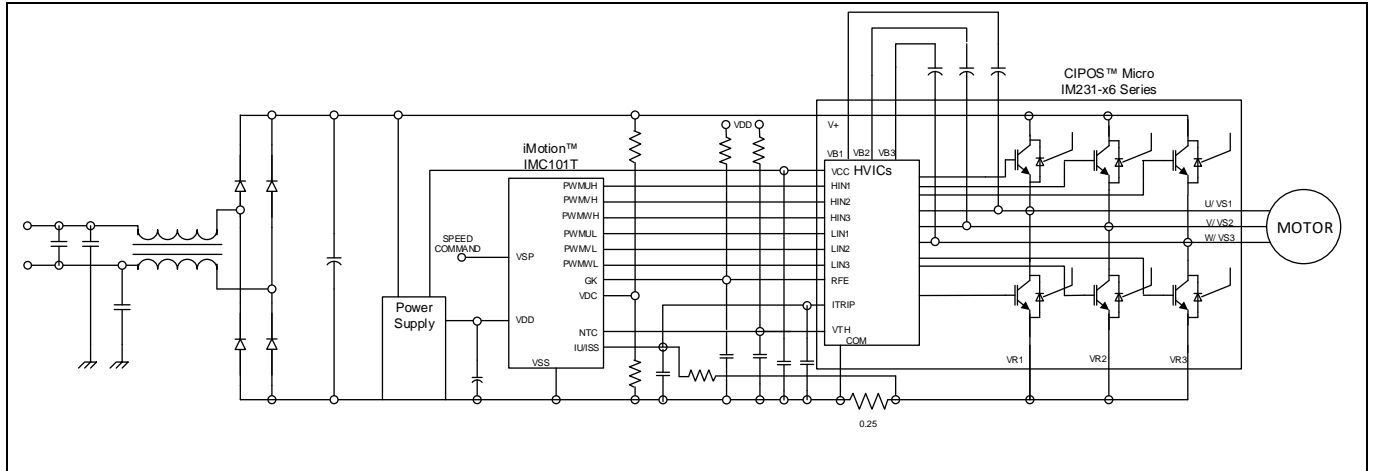 CIPOS™ Micro
IM231-x6 Series
iMotion™
IMC101T
VDD
V+
VB1
VB2
VB3
HVICs
VCC
HIN1
HIN2
HIN3
LIN1
LIN2
LIN3
RFE
ITRIP
VTH
COM
PWMUH
PWMVH
PWMWH
PWMUL
PWMVL
PWMWL
GK
VDC
NTC
IU/ISS
VSS
SPEED
COMMAND
VSP
VDD
Power
Supply
U/ VS1
V/ VS2
W/ VS3
MOTOR
VR1
VR2
VR3
0.25